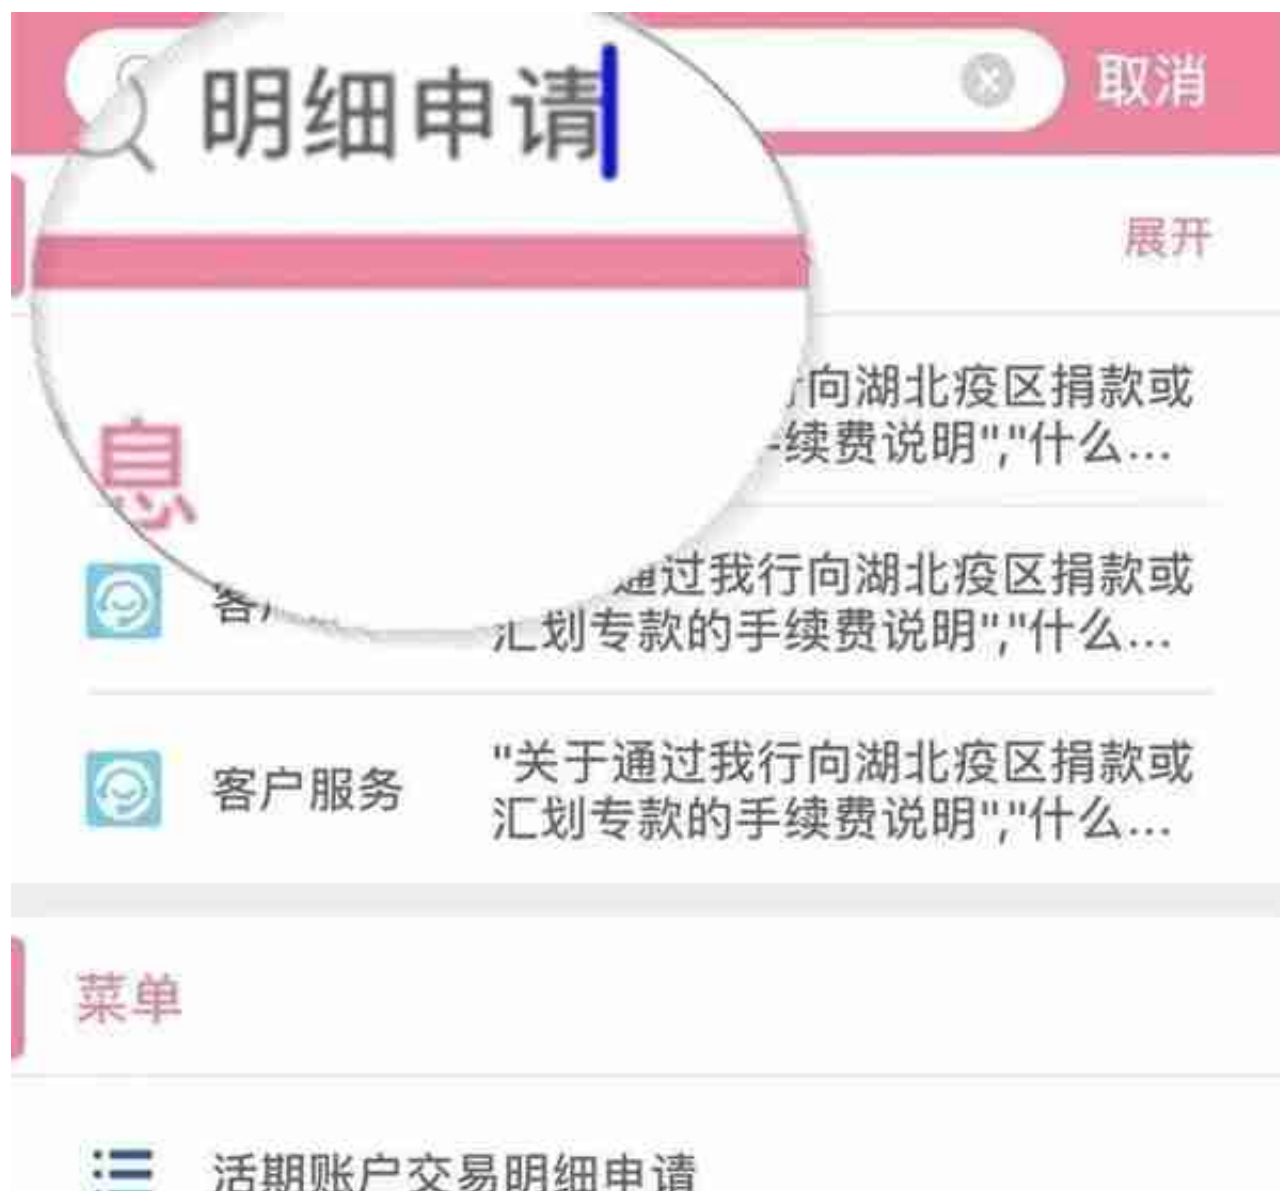 明细申请
取消
展开
息
向湖北疫区捐款或
续费说明","什么...
客户
通过我行向湖北疫区捐款或
汇划专款的手续费说明","什么...
客户服务
"关于通过我行向湖北疫区捐款或
汇划专款的手续费说明","什么...
菜单
活期账户交易明细申请